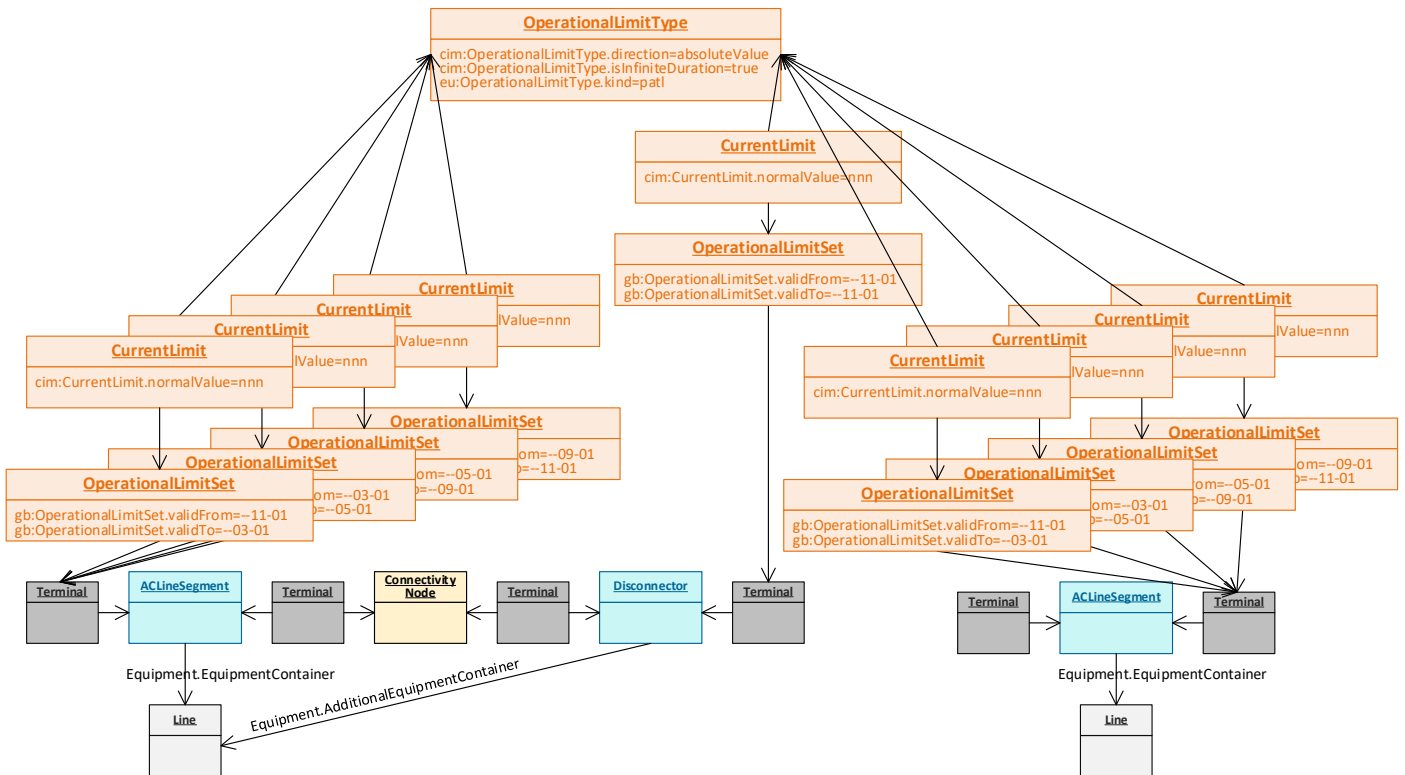 OperationalLimitType
cim:OperationalLimitType.direction=absoluteValue
cim:OperationalLimitType.isInfiniteDuration=true
eu:OperationalLimitType.kind=patl
CurrentLimit
cim:CurrentLimit.normalValue=nnn
OperationalLimitSet
gb:OperationalLimitSet.validFrom=--11-01
gb:OperationalLimitSet.validTo=--11-01
CurrentLimit
lValue=nnn
CurrentLimit
lValue=nnn
CurrentLimit
lValue=nnn
CurrentLimit
cim:CurrentLimit.normalValue=nnn
OperationalLimitSet
om=--09-01
o=--11-01
OperationalLimitSet
rom=--05-01
o=--09-01
OperationalLimitSet
rom=--03-01
o=--05-01
OperationalLimitSet
gb:OperationalLimitSet.validFrom=--11-01
gb:OperationalLimitSet.validTo=--03-01
CurrentLimit
lValue=nnn
CurrentLimit
lValue=nnn
CurrentLimit
lValue=nnn
CurrentLimit
cim:CurrentLimit.normalValue=nnn
OperationalLimitSet
om=--09-01
o=--11-01
OperationalLimitSet
rom=--05-01
o=--09-01
OperationalLimitSet
rom=--03-01
o=--05-01
OperationalLimitSet
gb:OperationalLimitSet.validFrom=--11-01
gb:OperationalLimitSet.validTo=--03-01
Terminal
ACLineSegment
Terminal
Connectivity
Node
Terminal
Disconnector
Terminal
Terminal
ACLineSegment
Terminal
Equipment.EquipmentContainer
Equipment.AdditionalEquipmentContainer
Equipment.EquipmentContainer
Line
Line